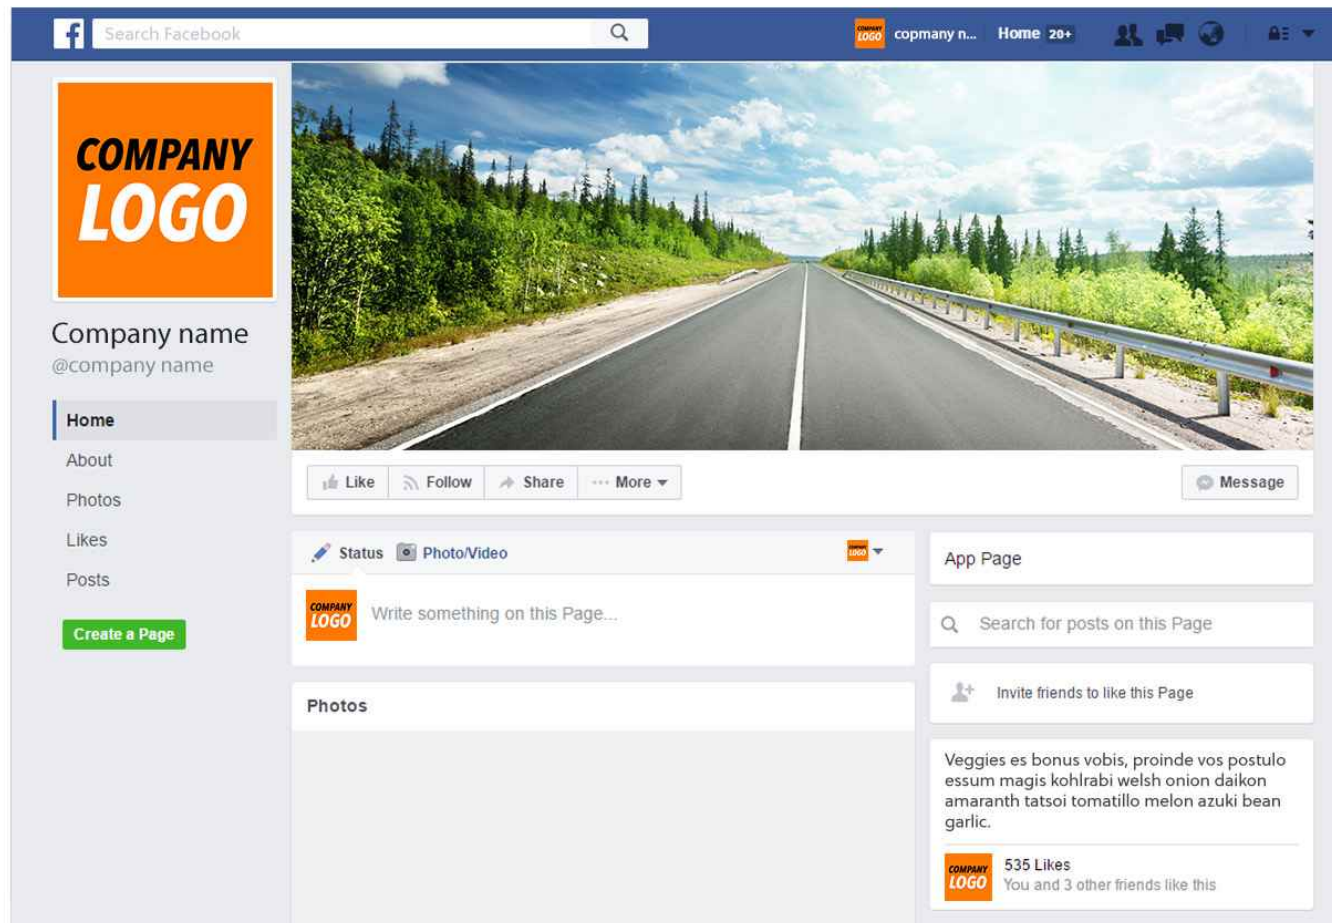 f Search Facebook
COMPANY LOGO copmany n... Home 20+
COMPANY
LOGO
Company name
@company name
Home
About
Photos
Likes
Posts
Create a Page
Like Follow Share ... More Message
Status Photo/Video
COMPANY
LOGO
COMPANY
LOGO
Write something on this Page...
Photos
App Page
Search for posts on this Page
Invite friends to like this Page
Veggies es bonus vobis, proinde vos postulo
essum magis kohlrabi welsh onion daikon
amaranth tatsoi tomatillo melon azuki bean
garlic.
COMPANY
LOGO
535 Likes
You and 3 other friends like this